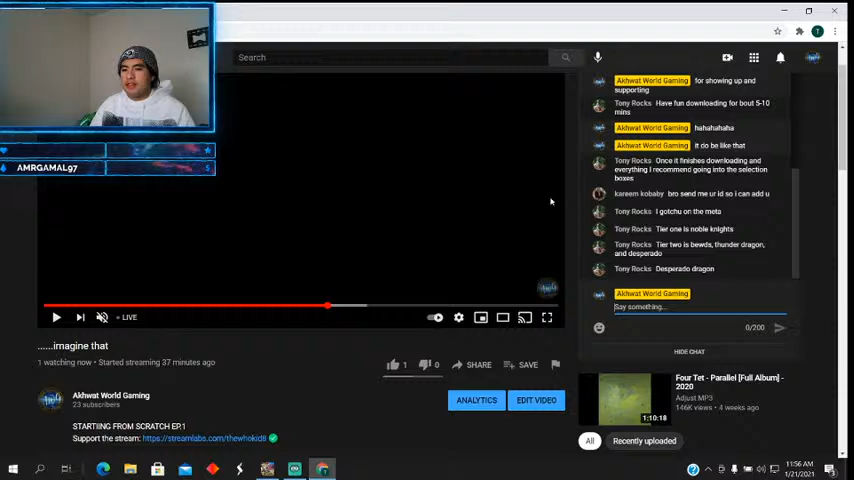 Search
T
Akhwat World Gaming for showing up and
supporting
Tony Rocks Have fun downloading for bout 5-10
mins
Akhwat World Gaming hahahahaha
Akhwat World Gaming it do be like that
Tony Rocks Once it finishes downloading and
everything I recommend going into the selection
boxes
kareem kobaby bro send me ur id so i can add u
Tony Rocks I gotchu on the meta
Tony Rocks Tier one is noble knights
Tony Rocks Tier two is bewds, thunder dragon,
and desperado
Tony Rocks Desperado dragon
Akhwat World Gaming
Say something...
0/200
HIDE CHAT
AMRGAMAL97 5
LIVE
......imagine that
1 watching now • Started streaming 37 minutes ago
1 0 SHARE SAVE
Akhwat World Gaming
23 subscribers
ANALYTICS EDIT VIDEO
STARTIING FROM SCRATCH EP.1
Support the stream: https://streamlabs.com/thewhokid8
Four Tet - Parallel [Full Album] -
2020
Adjust MP3
146K views • 4 weeks ago
1:10:18
All Recently uploaded
11:56 AM
1/21/2021